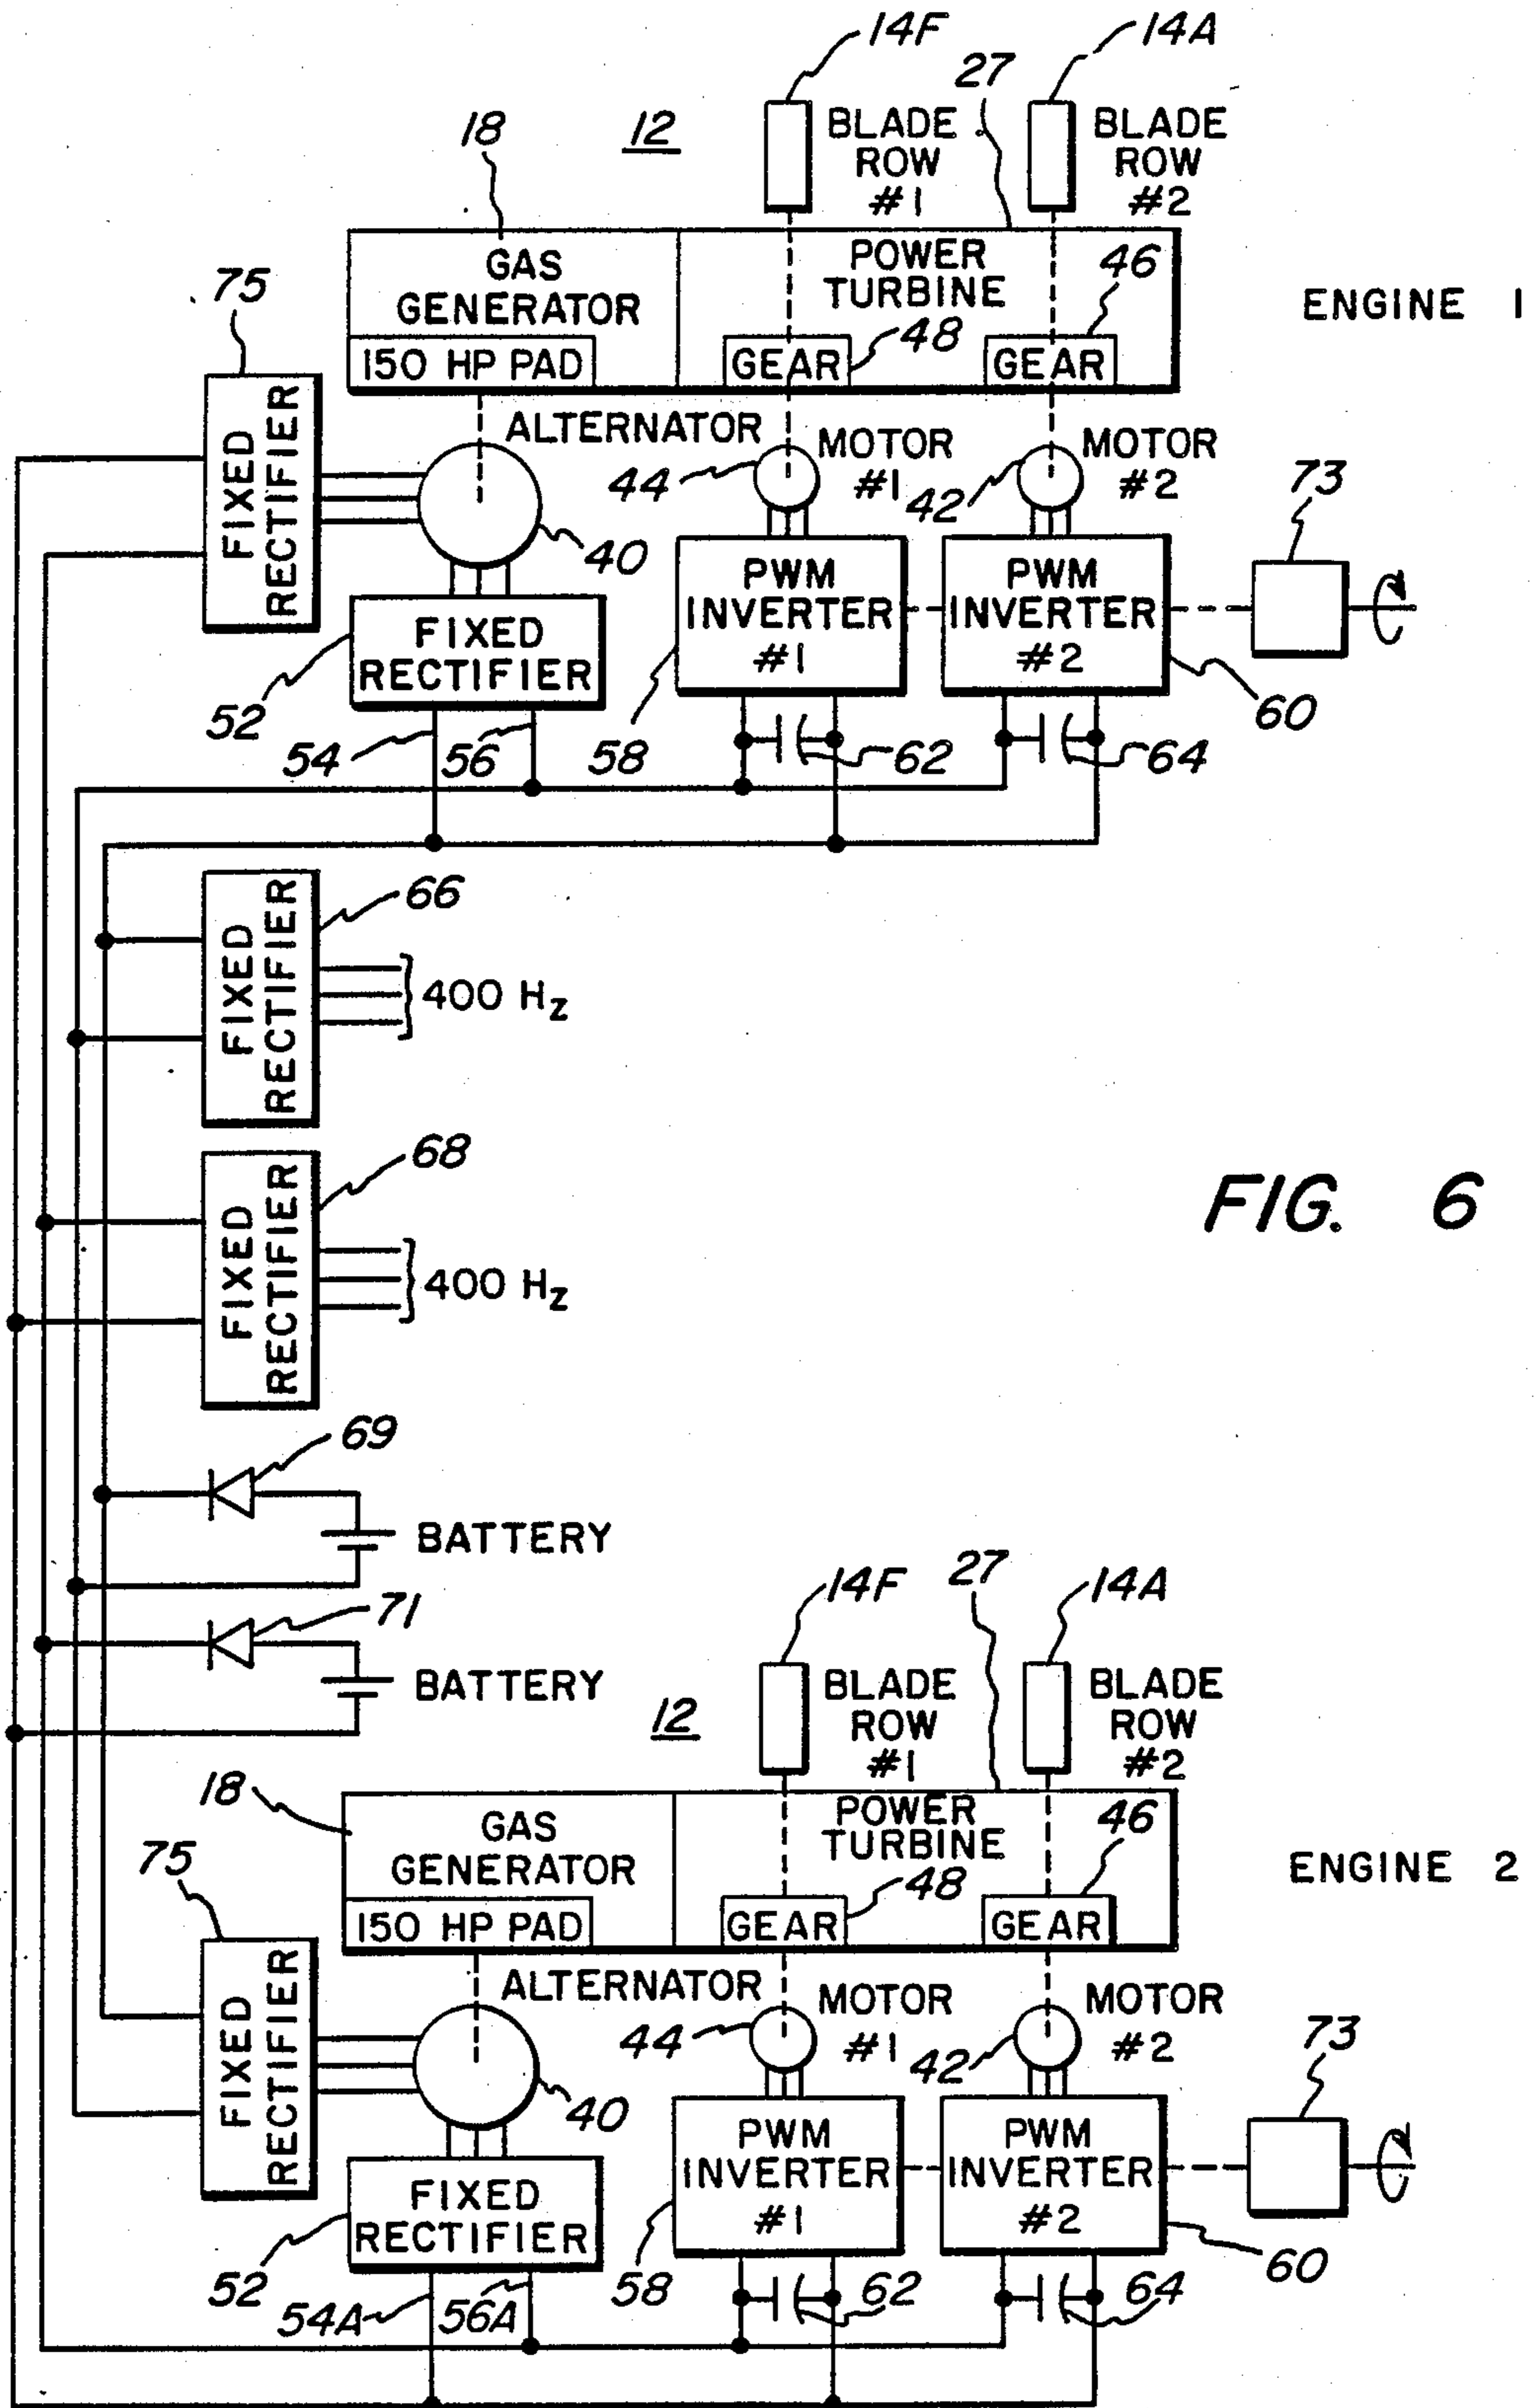 14F
14A
27
18
12
BLADE
ROW
#1
BLADE
ROW
#2
GAS
GENERATOR
POWER
TURBINE
46
ENGINE 1
75
150 HP PAD
GEAR
48
GEAR
FIXED
RECTIFIER
ALTERNATOR
44
MOTOR
#1
42
MOTOR
#2
73
40
PWM
INVERTER
#1
PWM
INVERTER
#2
FIXED
RECTIFIER
52
54
56
58
62
64
60
FIXED
RECTIFIER
66
400 Hz
FIXED
RECTIFIER
68
400 Hz
FIG. 6
69
BATTERY
71
BATTERY
14F
27
14A
12
BLADE
ROW
#1
BLADE
ROW
#2
18
GAS
GENERATOR
POWER
TURBINE
46
ENGINE 2
75
150 HP PAD
GEAR
48
GEAR
FIXED
RECTIFIER
ALTERNATOR
44
MOTOR
#1
42
MOTOR
#2
73
40
PWM
INVERTER
#1
PWM
INVERTER
#2
FIXED
RECTIFIER
52
54A
56A
58
62
64
60